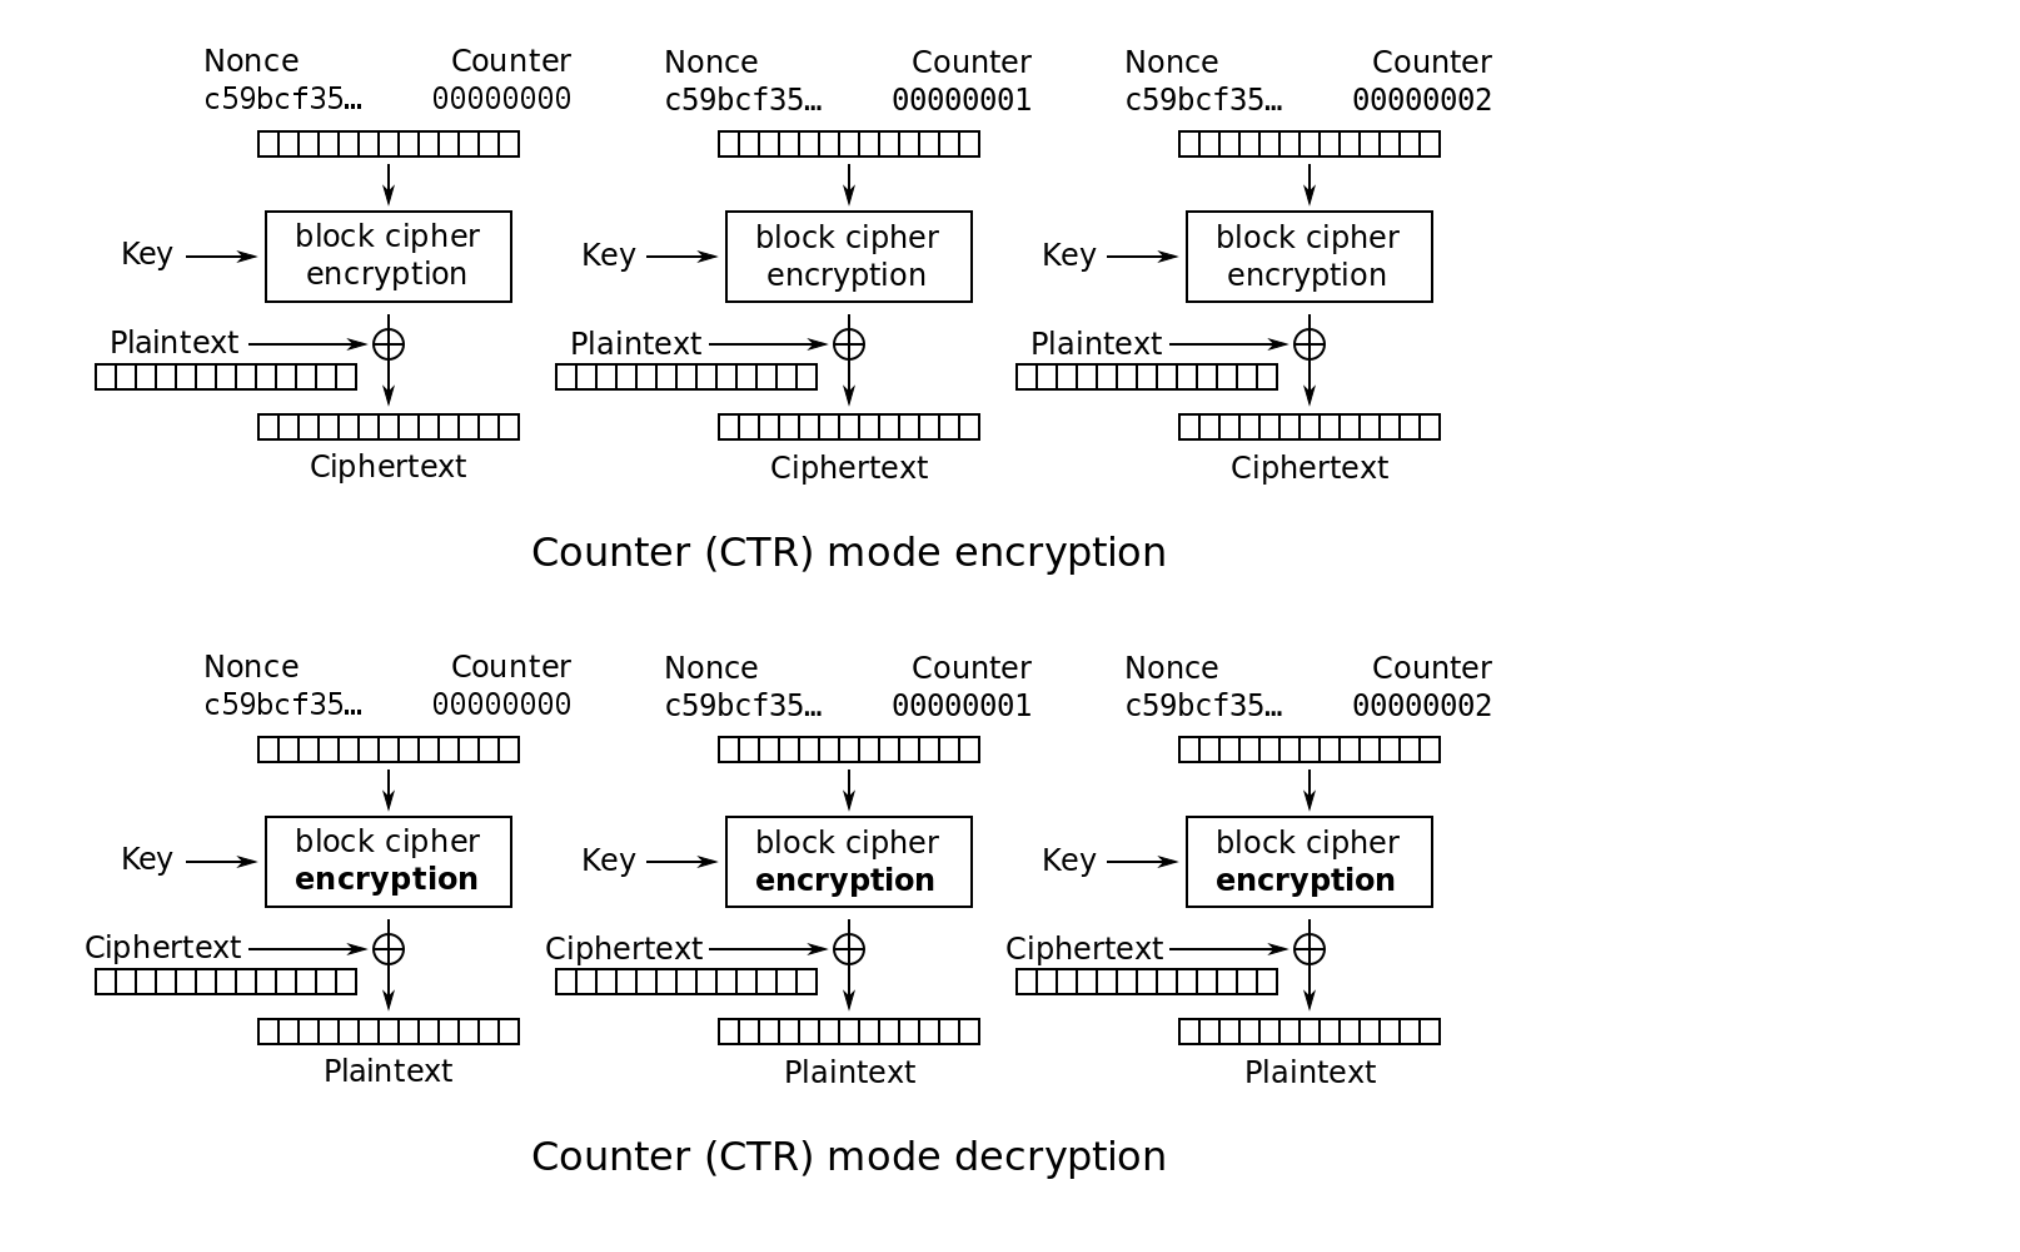 Nonce Counter Nonce Counter Nonce Counter
c59bcf35… 00000000 c59bcf35… 00000001 c59bcf35… 00000002
block cipher block cipher block cipher
Key Key Key
encryption encryption encryption
Plaintext Plaintext Plaintext
Ciphertext Ciphertext Ciphertext
Counter (CTR) mode encryption
Nonce Counter Nonce Counter Nonce Counter
c59bcf35… 00000000 c59bcf35… 00000001 c59bcf35… 00000002
block cipher block cipher block cipher
Key Key Key
encryption encryption encryption
Ciphertext Ciphertext Ciphertext
Plaintext Plaintext Plaintext
Counter (CTR) mode decryption